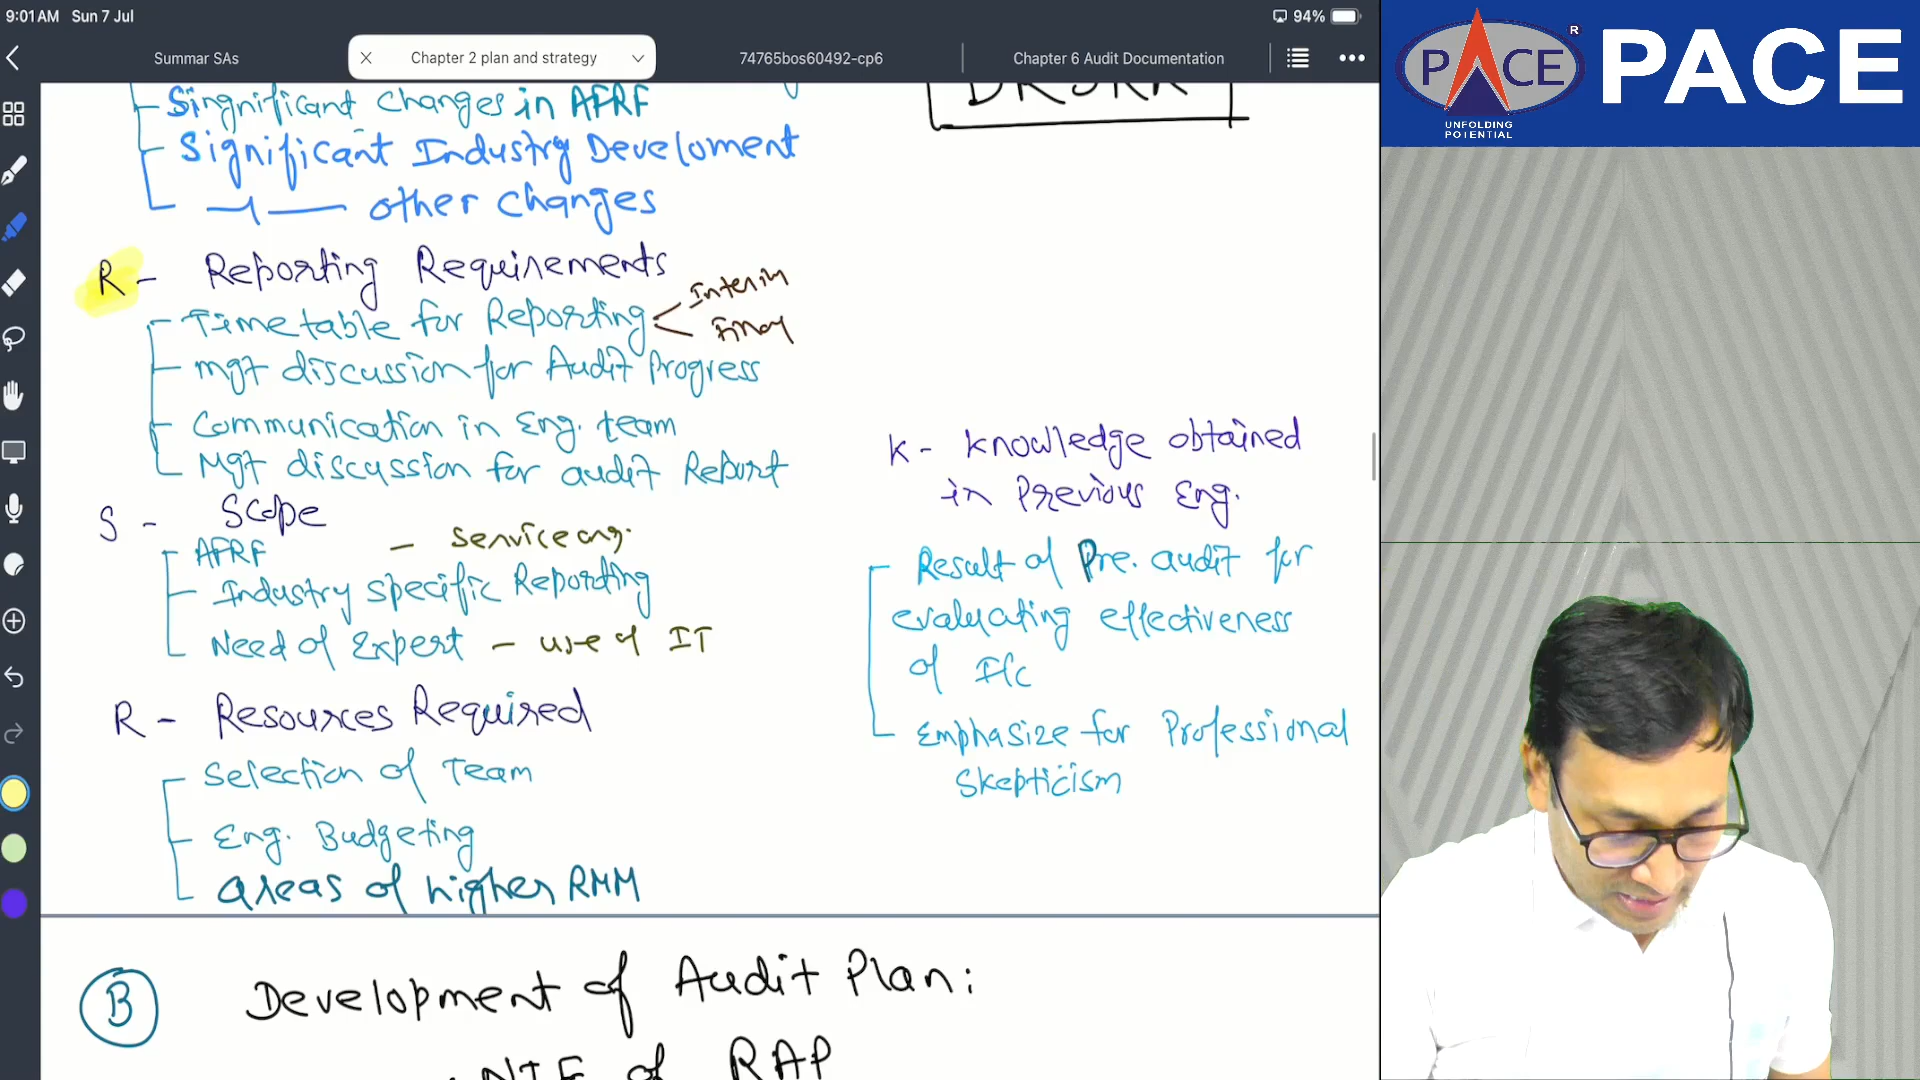 9:01 AM Sun 7 Jul
94%
Summar SAs
Chapter 2 plan and strategy
74765bos60492-cp6
Chapter 6 Audit Documentation
PACE
UNFOLDING
POTENTIAL
R
PACE
Singnificant Changes in AFRF
Significant Industry Develoment
other changes
R - Reporting Requirements
Timetable for Reporting
Interim
Final
mgt discussion for Audit Progress
Communication in Eng. team
Mgt discussion for audit Report
S - Scope
AFRF
- Service org.
Industry specific Reporting
Need of Expert - use of IT
R - Resources Required
Selection of Team
Eng. Budgeting
areas of higher RMM
K - Knowledge obtained
in Previous Eng.
Result of Pre. audit for
evaluating effectiveness
of I/c
Emphasize for Professional
Skepticism
B
Development of Audit Plan:
NTE of RAP